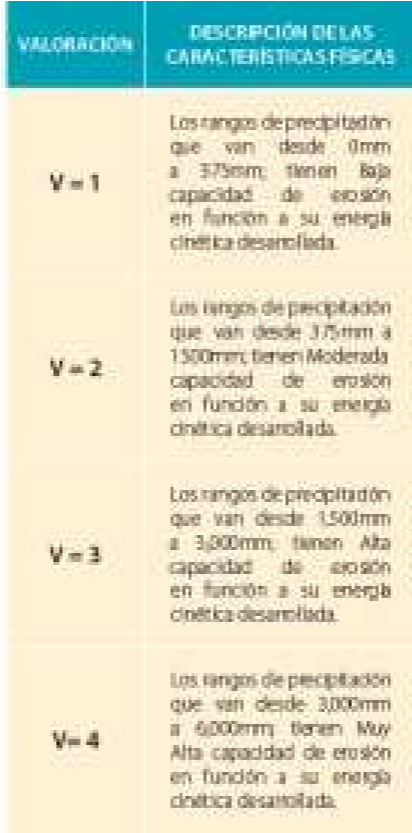 VALORACIÓN
DESCRIPCIÓN DE LAS
CARACTERÍSTICAS FÍSICAS
V = 1
Los rangos de precipitación
que van desde 0mm
a 375mm; tienen Baja
capacidad de erosión
en función a su energía
cinética desarrollada.
V = 2
Los rangos de precipitación
que van desde 375mm a
1500mm; tienen Moderada
capacidad de erosión
en función a su energía
cinética desarrollada.
V = 3
Los rangos de precipitación
que van desde 1,500mm
a 3,000mm; tienen Alta
capacidad de erosión
en función a su energía
cinética desarrollada.
V= 4
Los rangos de precipitación
que van desde 3,000mm
a 6,000mm; tienen Muy
Alta capacidad de erosión
en función a su energía
cinética desarrollada.